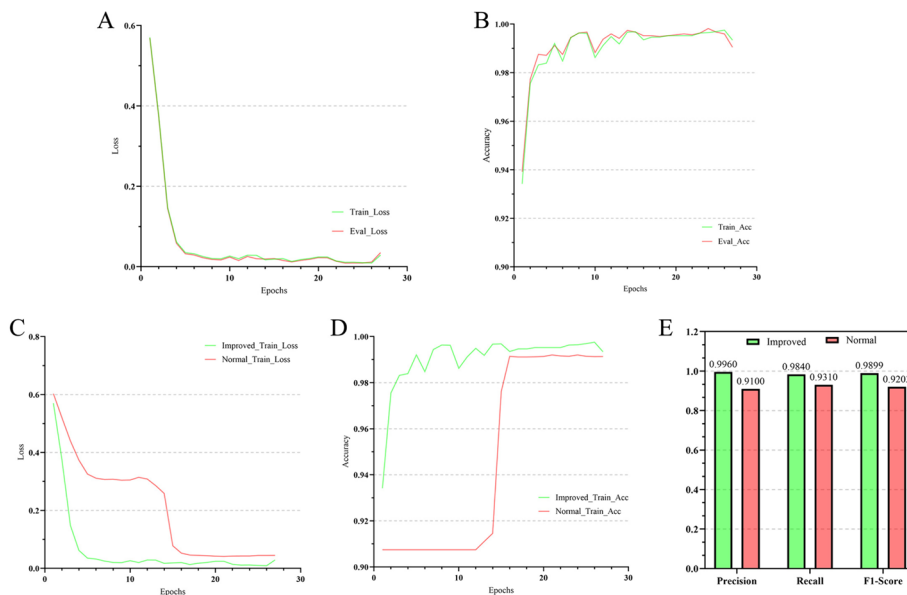 A
0.6
0.4
0.2
0.0
0
10
20
30
Loss
Epochs
Train_Loss
Eval_Loss
B
1.00
0.98
0.96
0.94
0.92
0.90
0
10
20
30
Accuracy
Epochs
Train_Acc
Eval_Acc
C
0.8
0.6
0.4
0.2
0.0
0
10
20
30
Loss
Epochs
Improved_Train_Loss
Normal_Train_Loss
D
1.00
0.98
0.96
0.94
0.92
0.90
0
10
20
30
Accuracy
Epochs
Improved_Train_Acc
Normal_Train_Acc
E
1.2
1.0
0.8
0.6
0.4
0.2
0.0
Improved Normal
0.9960
0.9100
0.9840
0.9310
0.9899
Precision Recall F1-Score